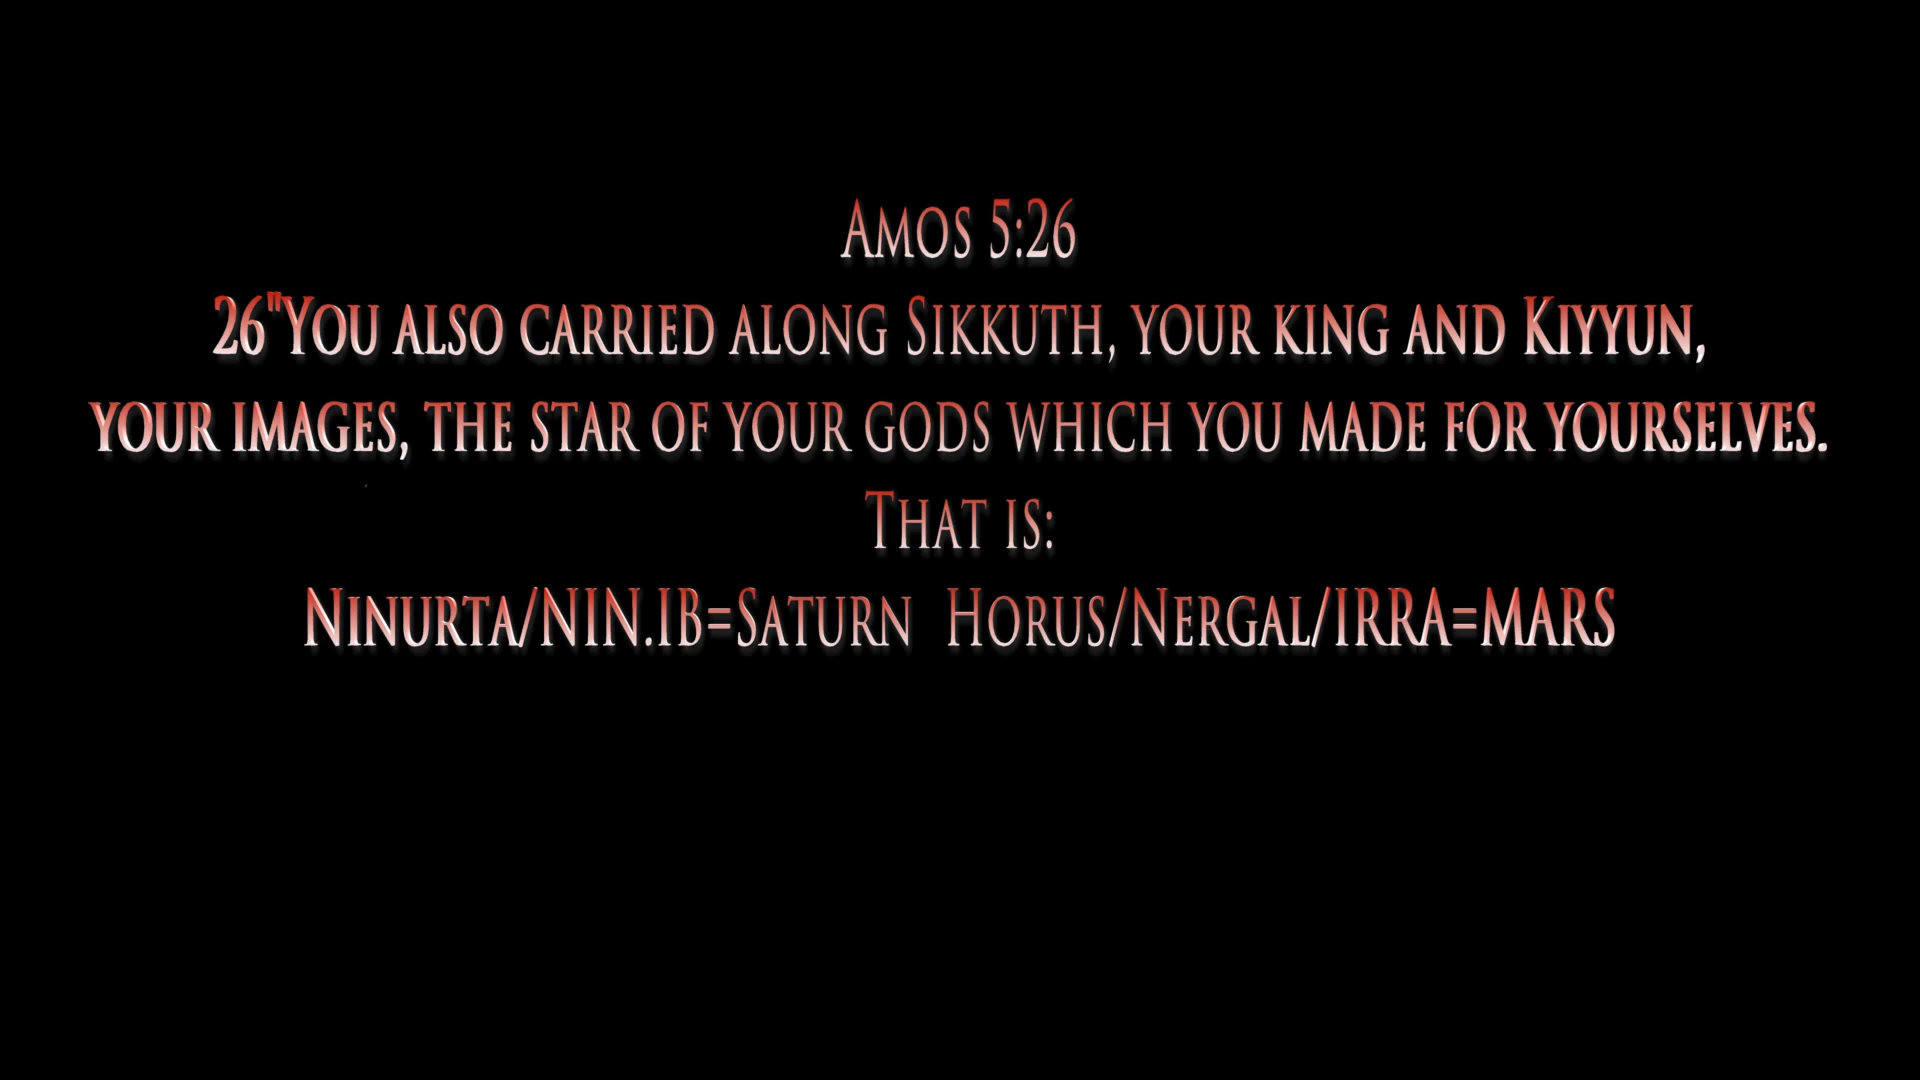 Amos 5:26
26"You also carried along Sikkuth, your king and Kiyyun,
your images, the star of your gods which you made for yourselves.
That is:
Ninurta/NIN.IB=Saturn Horus/Nergal/IRRA=MARS